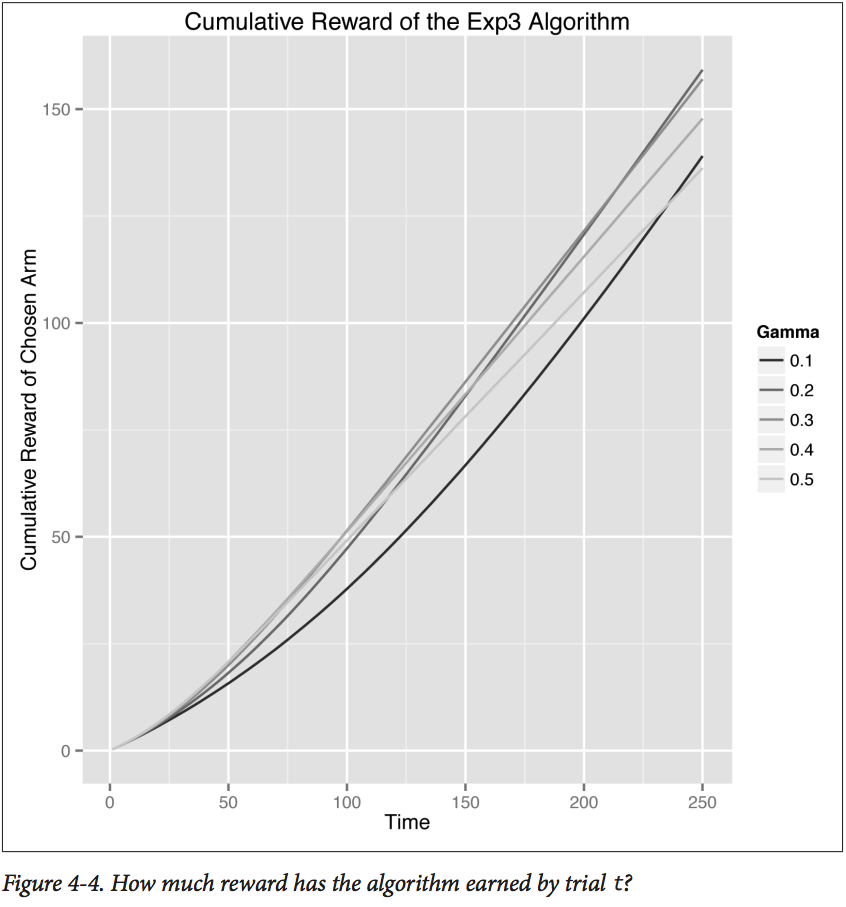 Cumulative Reward of the Exp3 Algorithm
Cumulative Reward of Chosen Arm
150
100
50
0
0 50 100 150 200 250
Time
Gamma
0.1
0.2
0.3
0.4
0.5
Figure 4-4. How much reward has the algorithm earned by trial t?